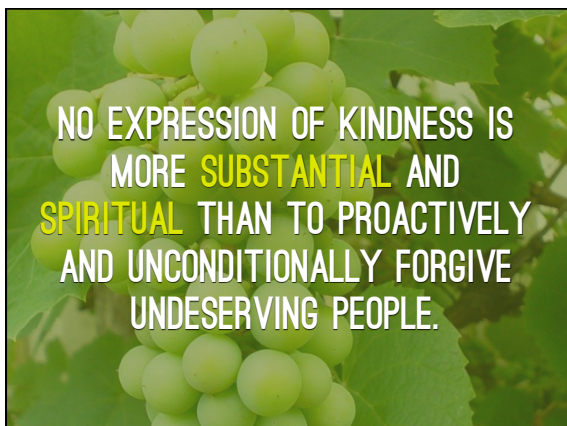 NO EXPRESSION OF KINDNESS IS
MORE SUBSTANTIAL AND
SPIRITUAL THAN TO PROACTIVELY
AND UNCONDITIONALLY FORGIVE
UNDESERVING PEOPLE.